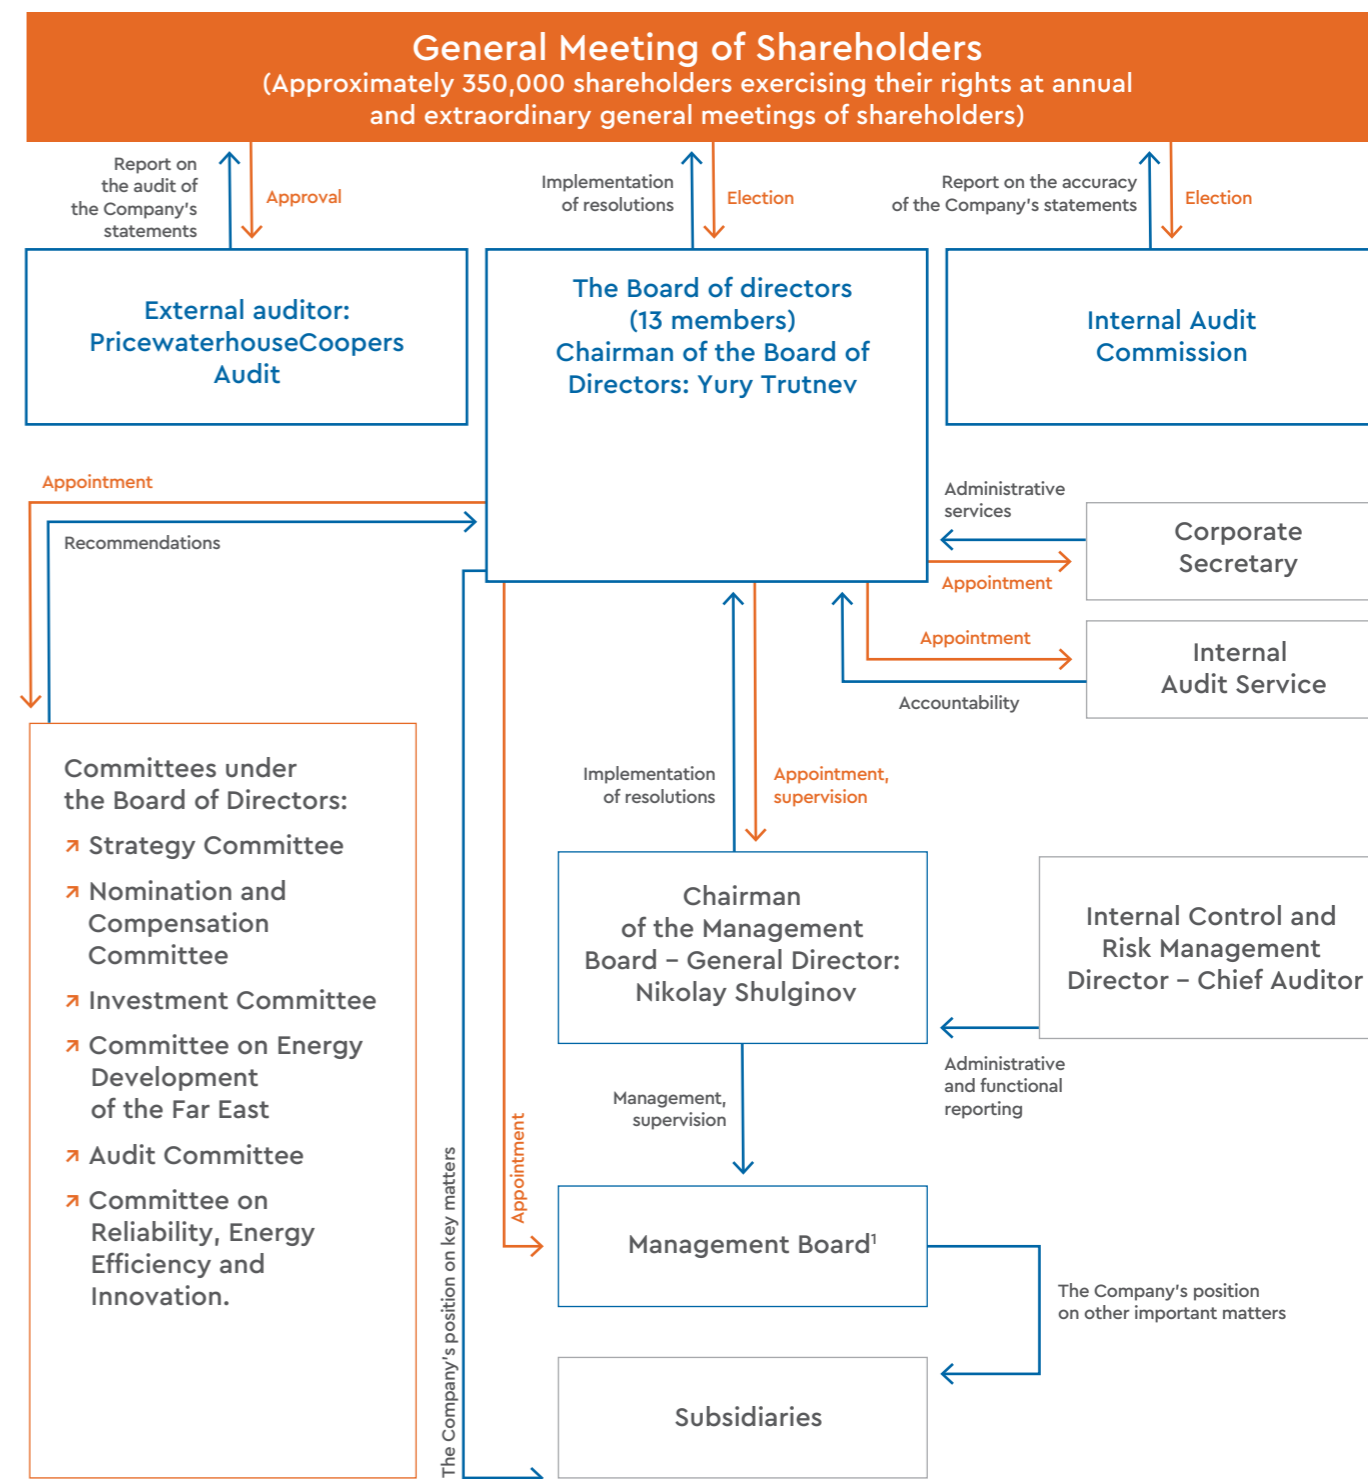 General Meeting of Shareholders
(Approximately 350,000 shareholders exercising their rights at annual
and extraordinary general meetings of shareholders)
Report on
the audit of
the Company's
statements
Approval
Implementation
of resolutions
Election
Report on the accuracy
of the Company's statements
Election
External auditor:
PricewaterhouseCoopers
Audit
The Board of directors
(13 members)
Chairman of the Board of
Directors: Yury Trutnev
Internal Audit
Commission
Appointment
Recommendations
Administrative
services
Appointment
Corporate
Secretary
Appointment
Accountability
Internal
Audit Service
Committees under
the Board of Directors:
Strategy Committee
Nomination and
Compensation
Committee
Investment Committee
Committee on Energy
Development
of the Far East
Audit Committee
Committee on
Reliability, Energy
Efficiency and
Innovation.
Implementation
of resolutions
Appointment,
supervision
Chairman
of the Management
Board – General Director:
Nikolay Shulginov
Internal Control and
Risk Management
Director – Chief Auditor
Administrative
and functional
reporting
Management,
supervision
The Company's position on key matters
Appointment
Management Board¹
The Company's position
on other important matters
Subsidiaries